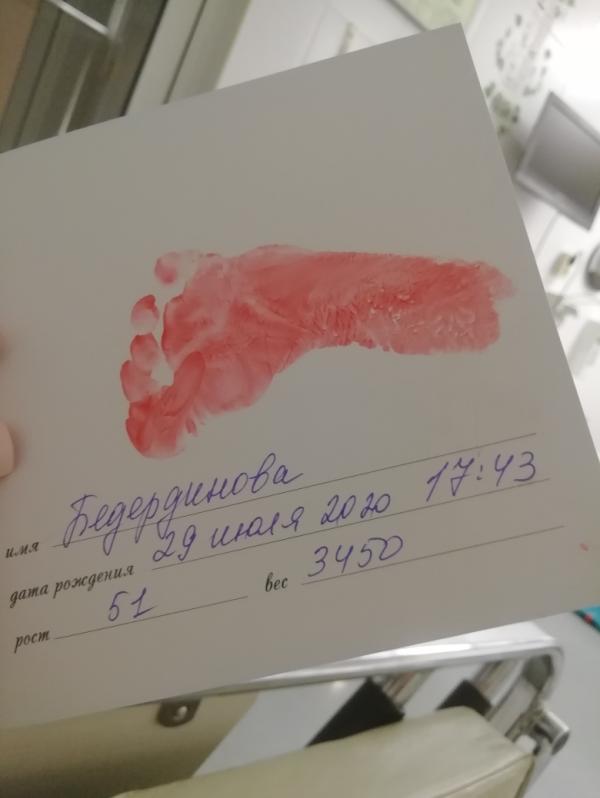 имя Бедердинова
дата рождения 29 июля 2020 17:43
рост 51 вес 3450